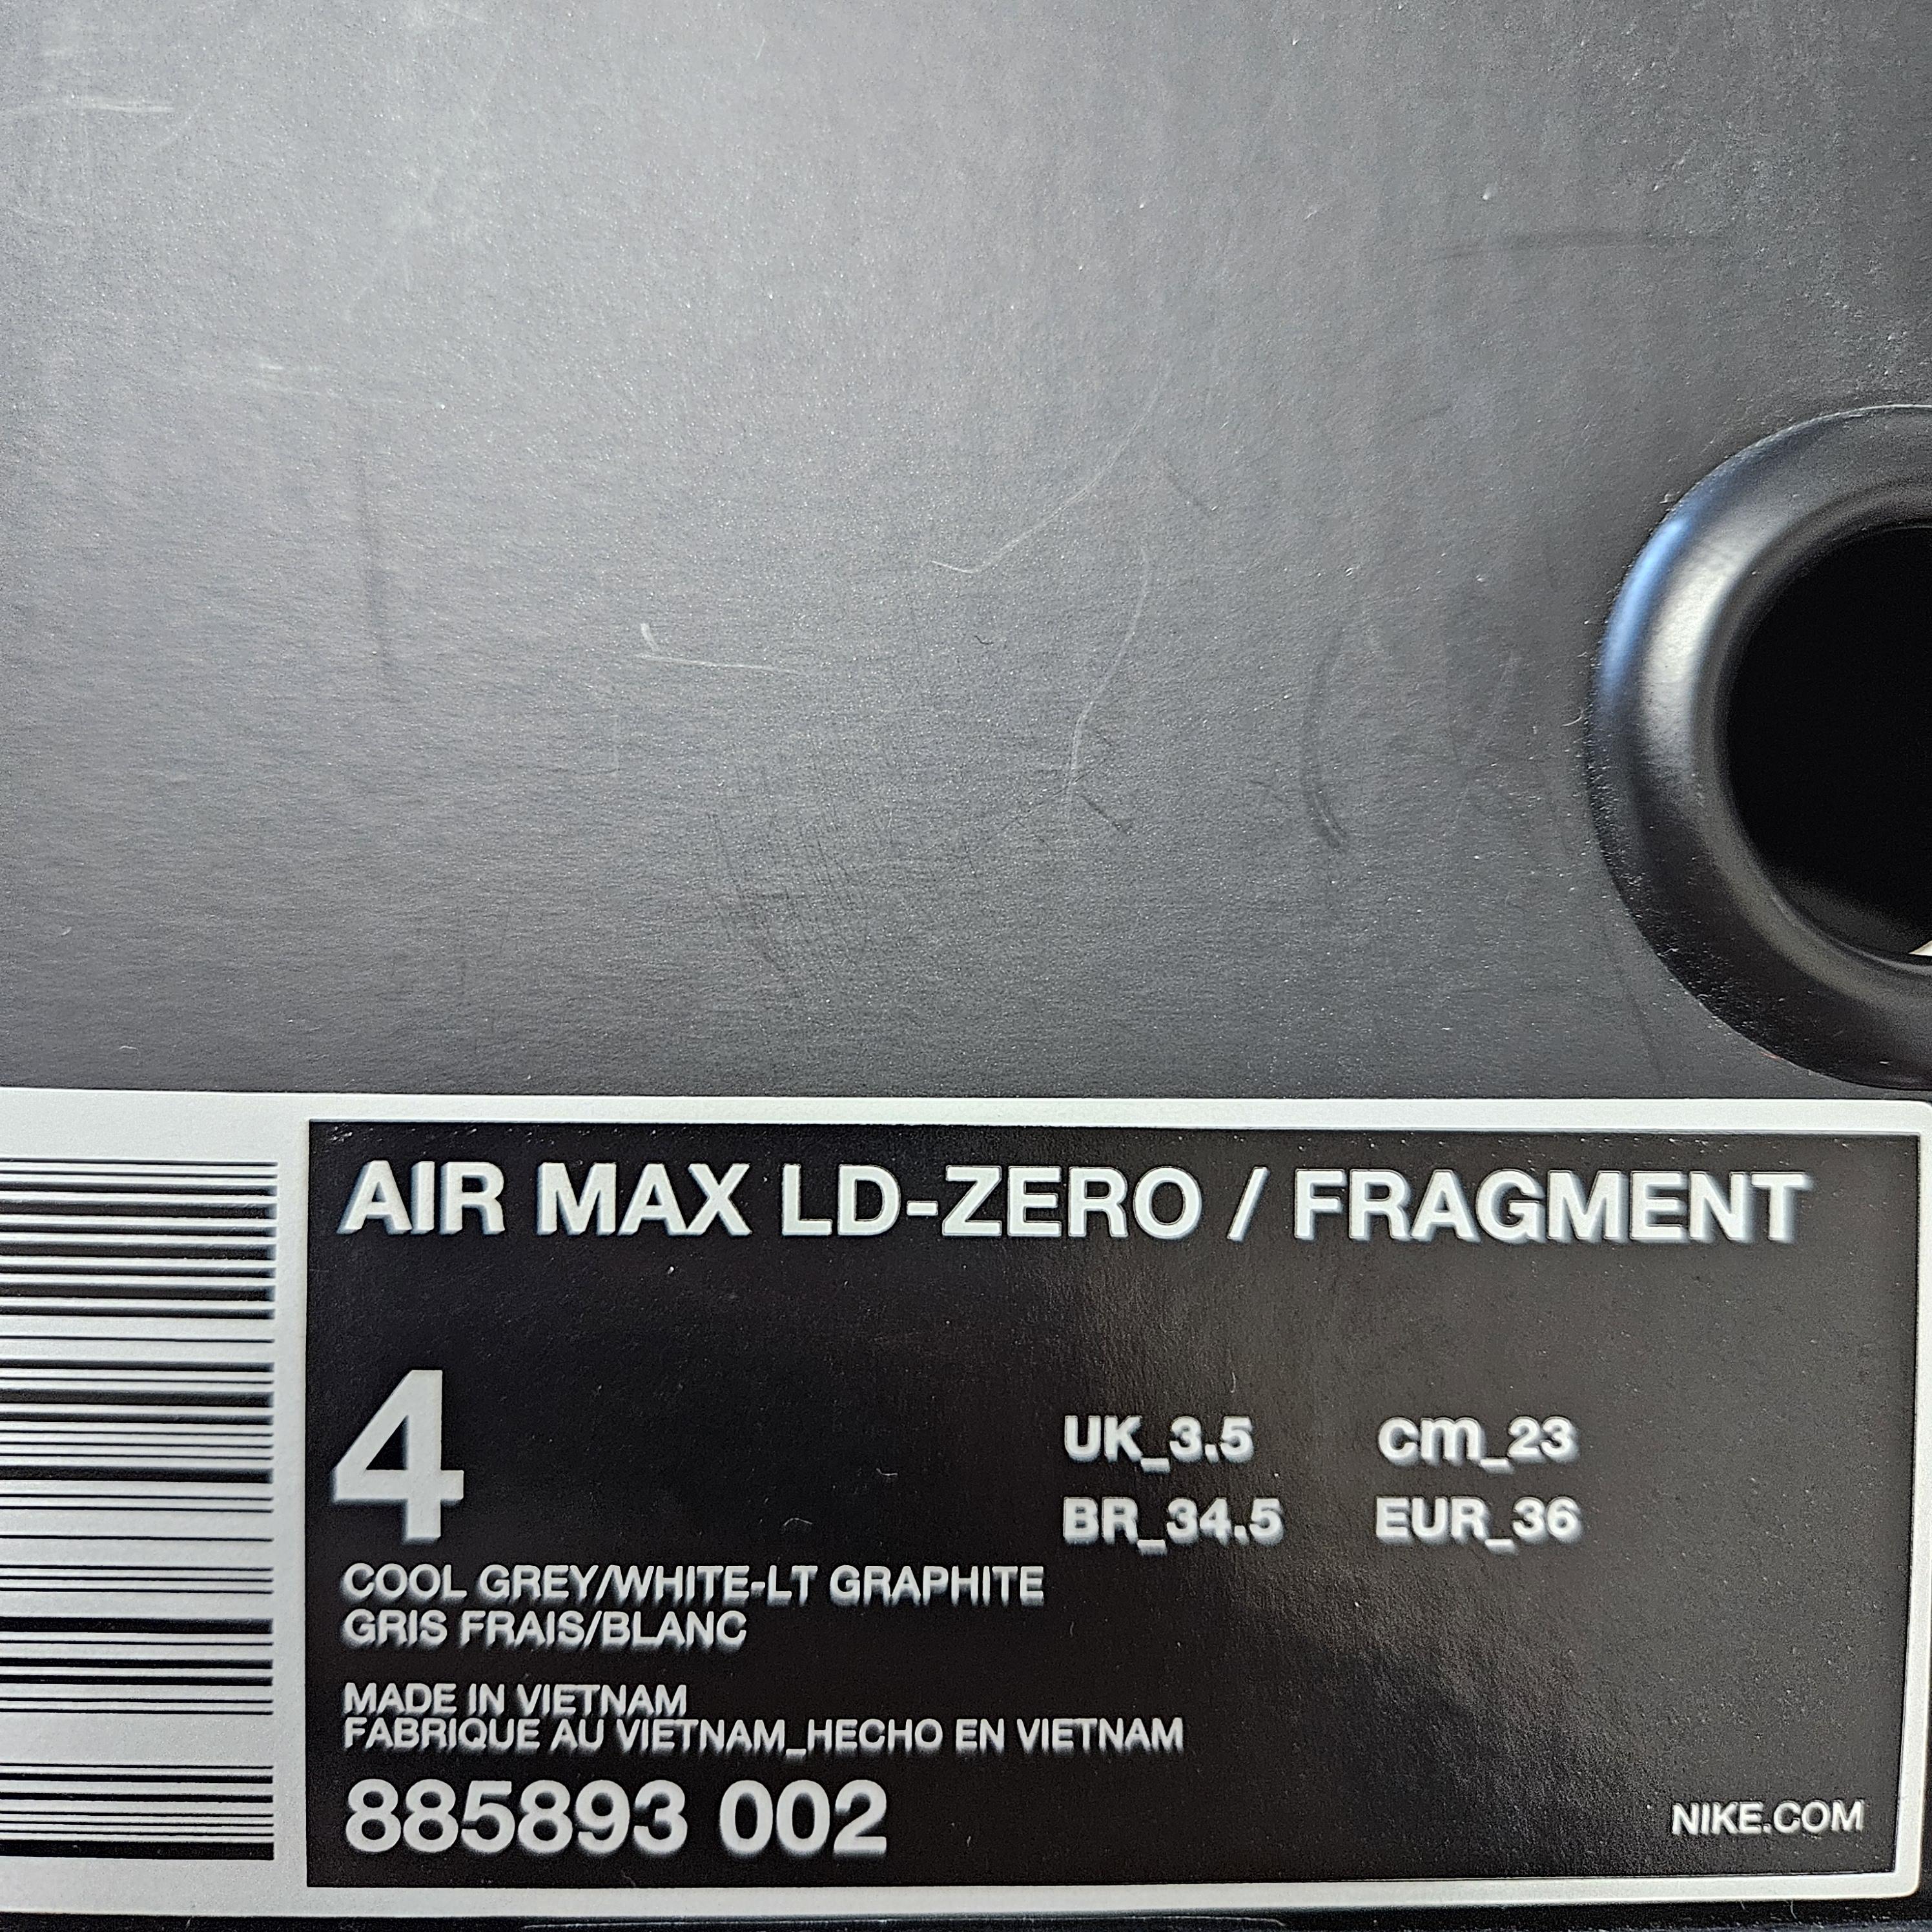 AIR MAX LD-ZERO / FRAGMENT
4
UK_3.5 cm_23
BR_34.5 EUR_36
COOL GREY/WHITE-LT GRAPHITE
GRIS FRAIS/BLANC
MADE IN VIETNAM
FABRIQUE AU VIETNAM_HECHO EN VIETNAM
885893 002
NIKE.COM